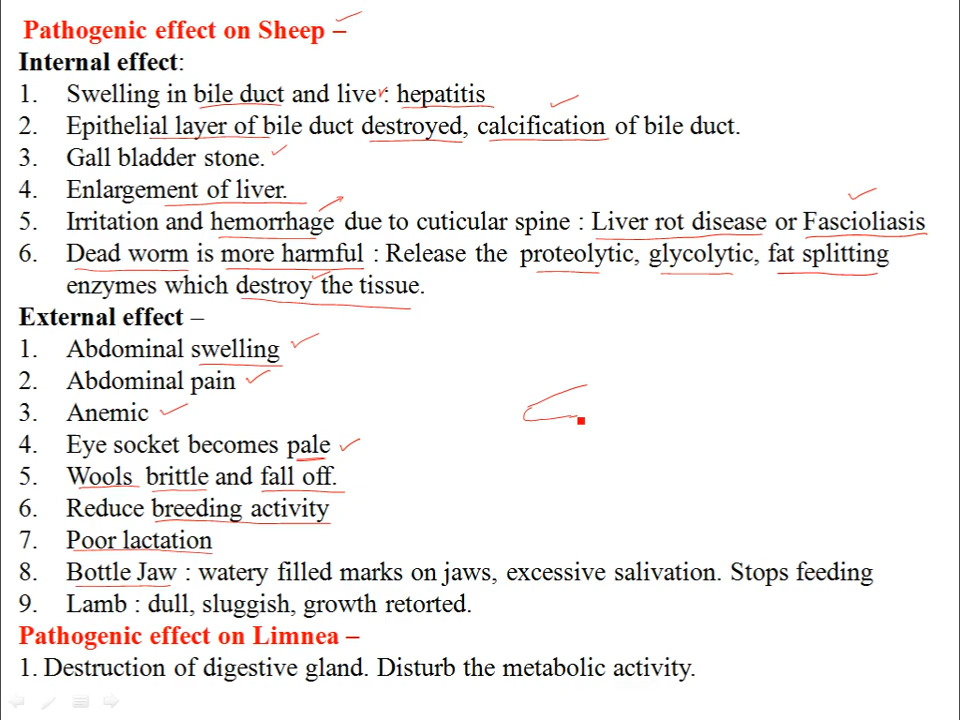 Pathogenic effect on Sheep –
Internal effect:
1. Swelling in bile duct and liver: hepatitis
2. Epithelial layer of bile duct destroyed, calcification of bile duct.
3. Gall bladder stone.
4. Enlargement of liver.
5. Irritation and hemorrhage due to cuticular spine : Liver rot disease or Fascioliasis
6. Dead worm is more harmful : Release the proteolytic, glycolytic, fat splitting
enzymes which destroy the tissue.
External effect –
1. Abdominal swelling
2. Abdominal pain
3. Anemic
4. Eye socket becomes pale
5. Wools brittle and fall off.
6. Reduce breeding activity
7. Poor lactation
8. Bottle Jaw : watery filled marks on jaws, excessive salivation. Stops feeding
9. Lamb : dull, sluggish, growth retorted.
Pathogenic effect on Limnea –
1. Destruction of digestive gland. Disturb the metabolic activity.